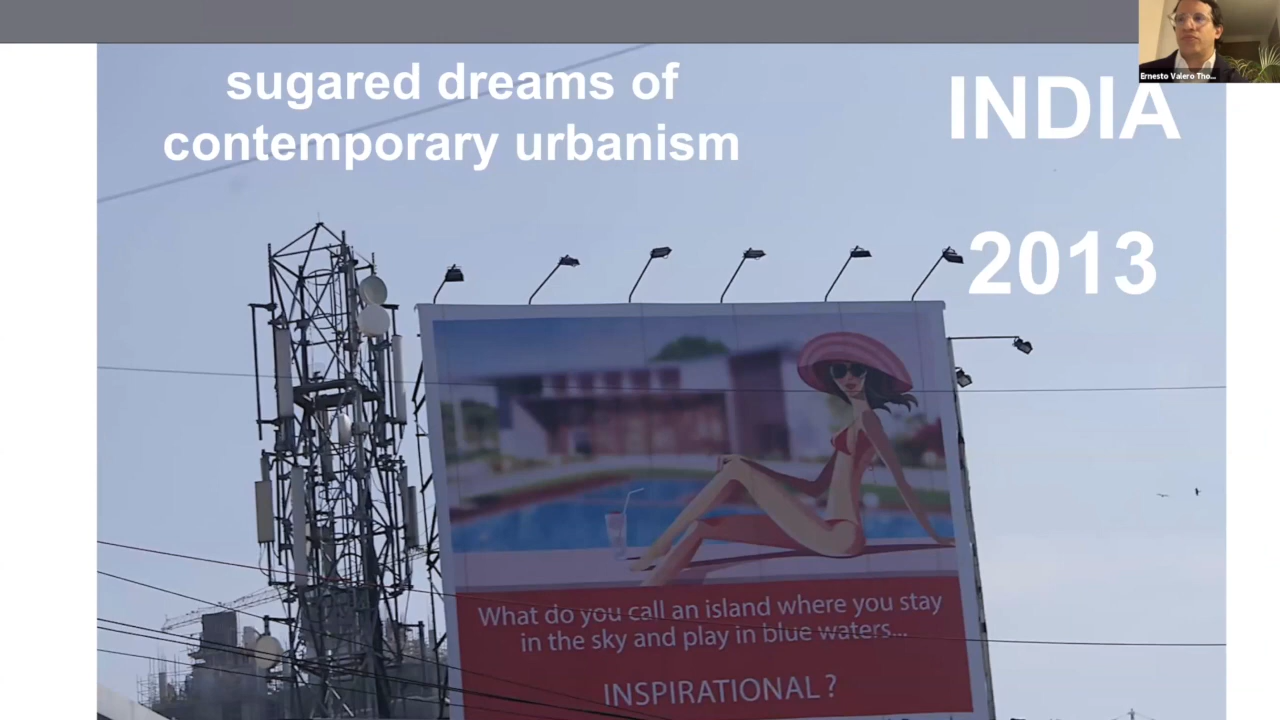 sugared dreams of
contemporary urbanism
INDIA
2013
Ernesto Valero Tho...
What do you call an island where you stay
in the sky and play in blue waters...
INSPIRATIONAL ?